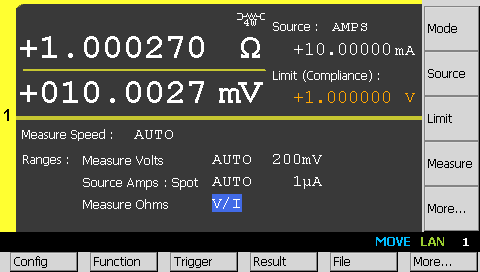 4W
Source : AMPS
+1.000270 Ω
+10.00000 mA
Limit (Compliance) :
+010.0027 mV
+1.000000 V
1
Measure Speed : AUTO
Ranges : Measure Volts AUTO 200mV
Source Amps : Spot AUTO 1µA
Measure Ohms V/I
Mode
Source
Limit
Measure
More...
MOVE LAN 1
Config Function Trigger Result File More...